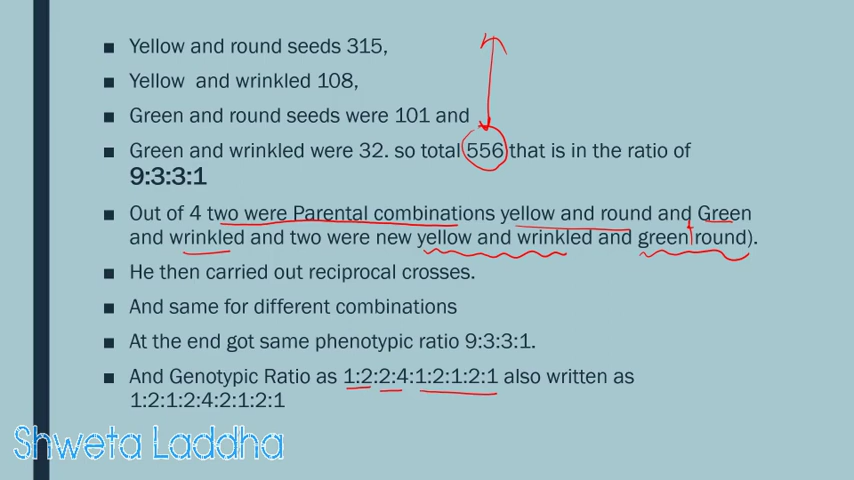 ■ Yellow and round seeds 315,
■ Yellow and wrinkled 108,
■ Green and round seeds were 101 and
■ Green and wrinkled were 32. so total 556 that is in the ratio of
9:3:3:1
■ Out of 4 two were Parental combinations yellow and round and Green
and wrinkled and two were new yellow and wrinkled and green round).
■ He then carried out reciprocal crosses.
■ And same for different combinations
■ At the end got same phenotypic ratio 9:3:3:1.
■ And Genotypic Ratio as 1:2:2:4:1:2:1:2:1 also written as
1:2:1:2:4:2:1:2:1
Shweta Laddha